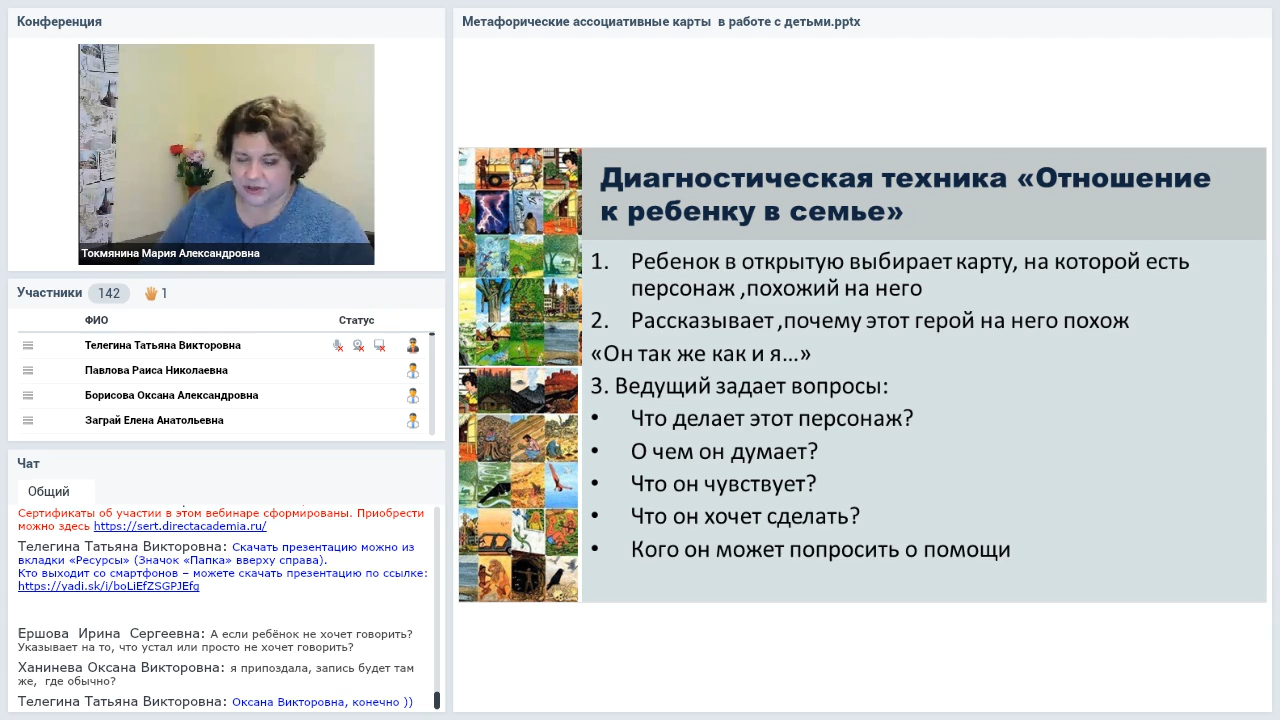 Конференция
Токмянина Мария Александровна
Участники 142 1
ФИО Статус
Телегина Татьяна Викторовна
Павлова Раиса Николаевна
Борисова Оксана Александровна
Заграй Елена Анатольевна
Чат
Общий
Сертификаты об участии в этом вебинаре сформированы. Приобрести
можно здесь https://sert.directacademia.ru/
Телегина Татьяна Викторовна: Скачать презентацию можно из
вкладки «Ресурсы» (Значок «Папка» вверху справа).
Кто выходит со смартфонов – можете скачать презентацию по ссылке:
https://yadi.sk/i/boLiEfZSGPJEfg
Ершова Ирина Сергеевна: А если ребёнок не хочет говорить?
Указывает на то, что устал или просто не хочет говорить?
Ханинева Оксана Викторовна: я припоздала, запись будет там
же, где обычно?
Телегина Татьяна Викторовна: Оксана Викторовна, конечно ))
Метафорические ассоциативные карты в работе с детьми.pptx
Диагностическая техника «Отношение
к ребенку в семье»
1. Ребенок в открытую выбирает карту, на которой есть
персонаж ,похожий на него
2. Рассказывает ,почему этот герой на него похож
«Он так же как и я...»
3. Ведущий задает вопросы:
• Что делает этот персонаж?
• О чем он думает?
• Что он чувствует?
• Что он хочет сделать?
• Кого он может попросить о помощи